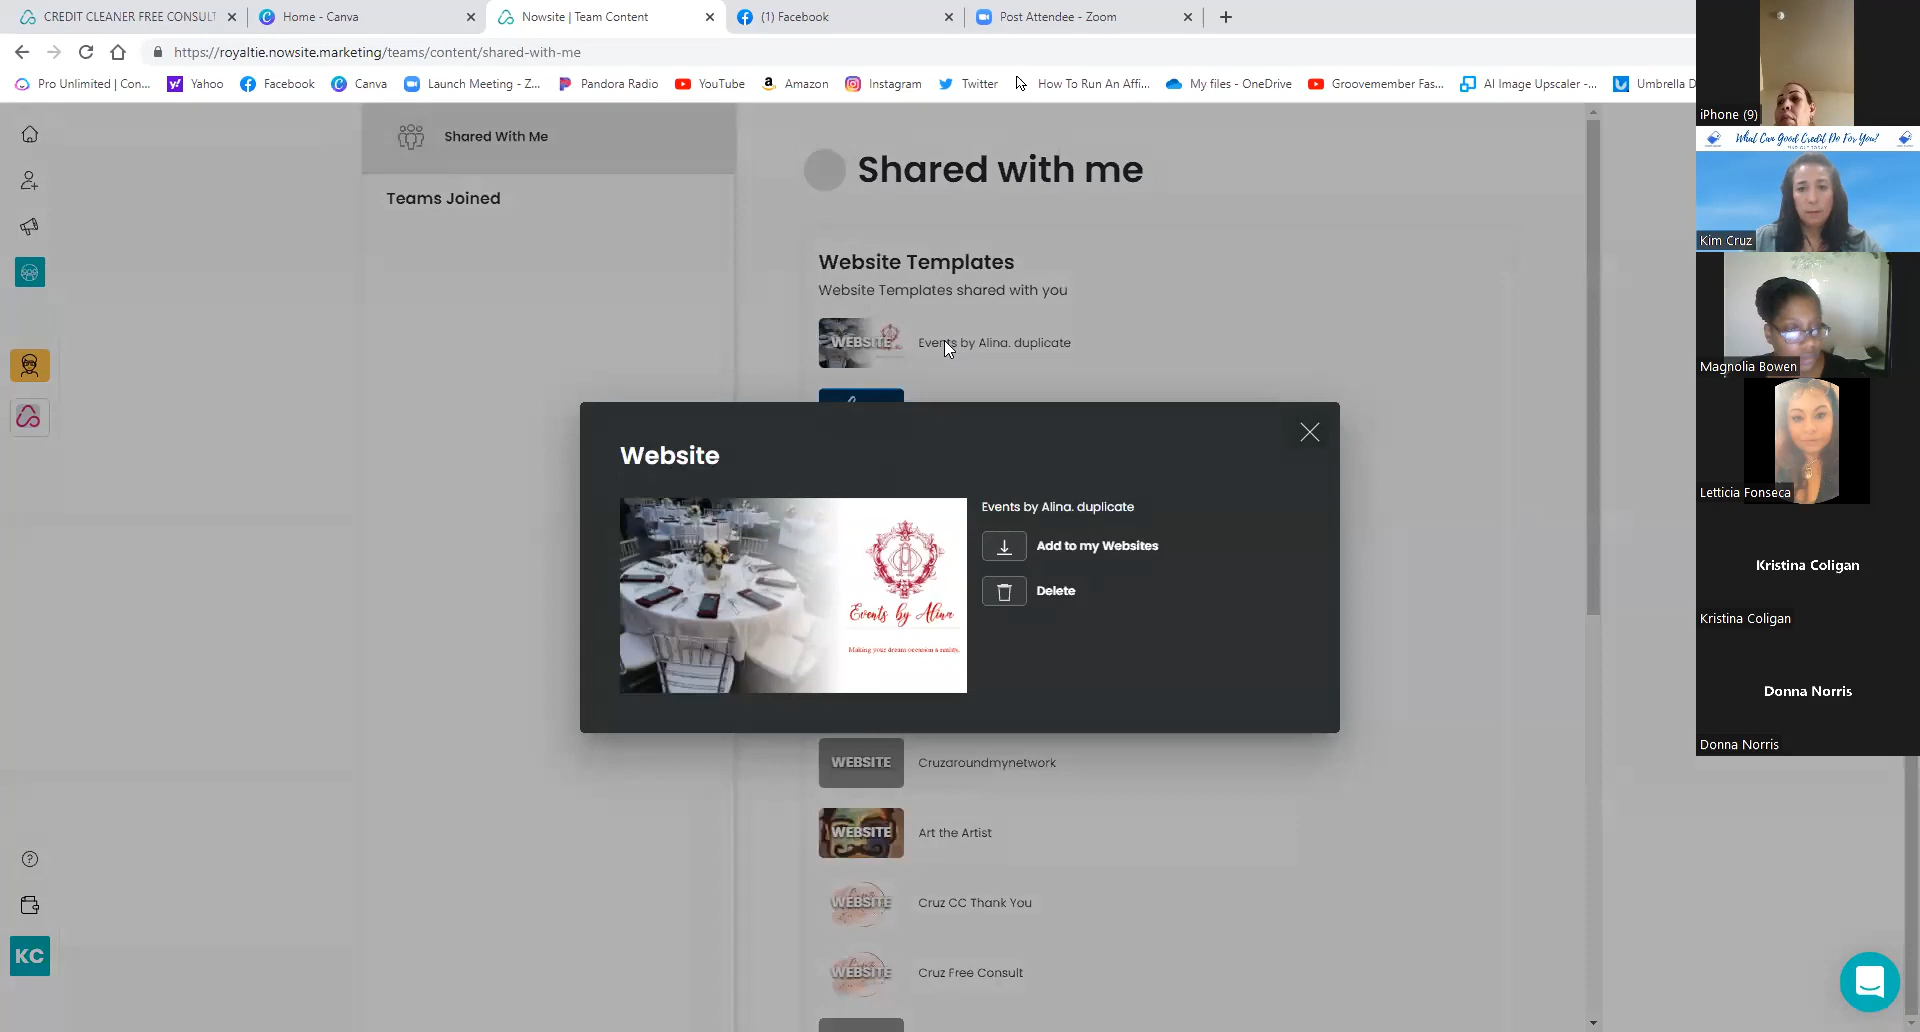 CREDIT CLEANER FREE CONSULT
Home - Canva
Nowsite | Team Content
(1) Facebook
Post Attendee - Zoom
https://royaltie.nowsite.marketing/teams/content/shared-with-me
Pro Unlimited | Con...
Yahoo
Facebook
Canva
Launch Meeting - Z...
Pandora Radio
YouTube
Amazon
Instagram
Twitter
How To Run An Affi...
My files - OneDrive
Groovemember Fas...
AI Image Upscaler -...
Umbrella D
Shared With Me
Teams Joined
Shared with me
Website Templates
Website Templates shared with you
WEBSITE
Events by Alina. duplicate
Website
Events by Alina. duplicate
Add to my Websites
Delete
Events by Alina
Making your dream occasion a reality.
WEBSITE
Cruzaroundmynetwork
WEBSITE
Art the Artist
WEBSITE
Cruz CC Thank You
WEBSITE
Cruz Free Consult
KC
iPhone (9)
What Can Good Credit Do For You?
Kim Cruz
Magnolia Bowen
Letticia Fonseca
Kristina Coligan
Kristina Coligan
Donna Norris
Donna Norris